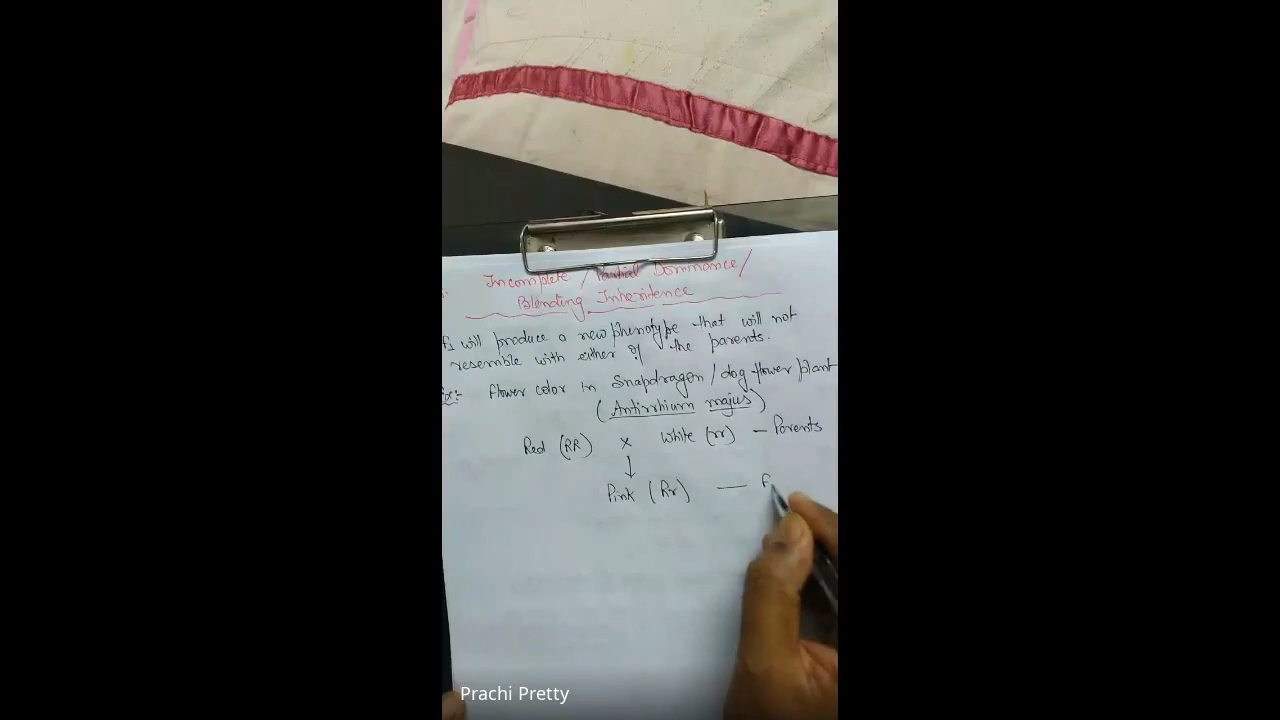 Incomplete / Partial Dominance /
Blending Inheritence
F1 will produce a new phenotype that will not
resemble with either of the parents.
Ex:- flower color in Snapdragon / dog flower plant
(Antirrhium majus)
Red (RR) x White (rr) — Parents
↓
Pink (Rr) — F
Prachi Pretty